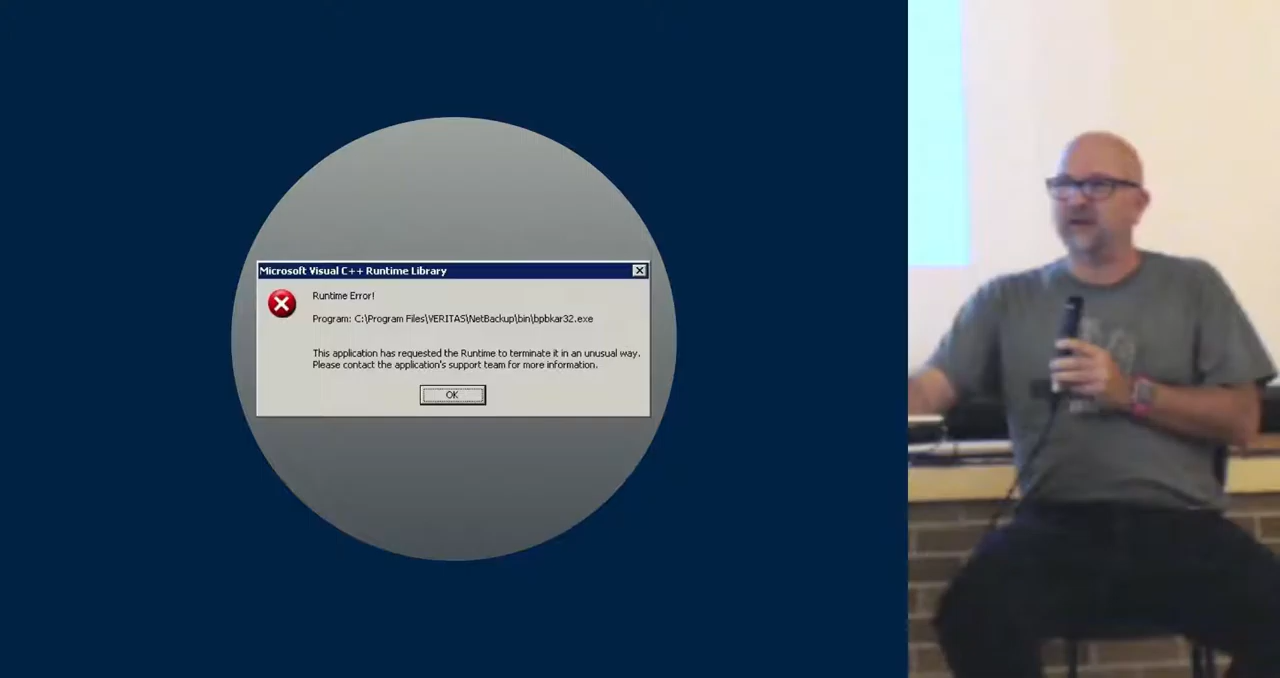 Microsoft Visual C++ Runtime Library
Runtime Error!
Program: C:\Program Files\VERITAS\NetBackup\bin\bpbkar32.exe
This application has requested the Runtime to terminate it in an unusual way.
Please contact the application's support team for more information.
OK